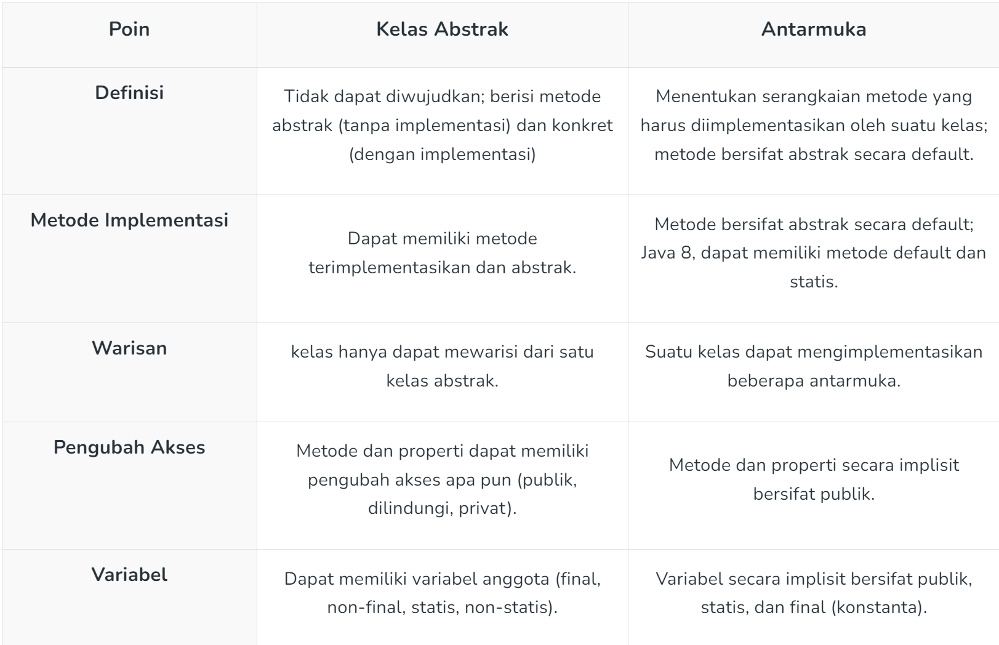 Poin
Kelas Abstrak
Antarmuka
Definisi
Tidak dapat diwujudkan; berisi metode
abstrak (tanpa implementasi) dan konkret
(dengan implementasi)
Menentukan serangkaian metode yang
harus diimplementasikan oleh suatu kelas;
metode bersifat abstrak secara default.
Metode Implementasi
Dapat memiliki metode
terimplementasikan dan abstrak.
Metode bersifat abstrak secara default;
Java 8, dapat memiliki metode default dan
statis.
Warisan
kelas hanya dapat mewarisi dari satu
kelas abstrak.
Suatu kelas dapat mengimplementasikan
beberapa antarmuka.
Pengubah Akses
Metode dan properti dapat memiliki
pengubah akses apa pun (publik,
dilindungi, privat).
Metode dan properti secara implisit
bersifat publik.
Variabel
Dapat memiliki variabel anggota (final,
non-final, statis, non-statis).
Variabel secara implisit bersifat publik,
statis, dan final (konstanta).